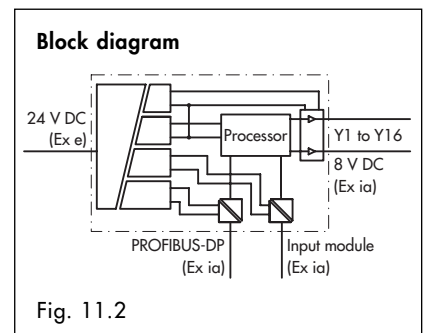 Block diagram
24 V DC
(Ex e)
Processor
Y1 to Y16
8 V DC
(Ex ia)
PROFIBUS-DP
(Ex ia)
Input module
(Ex ia)
Fig. 11.2